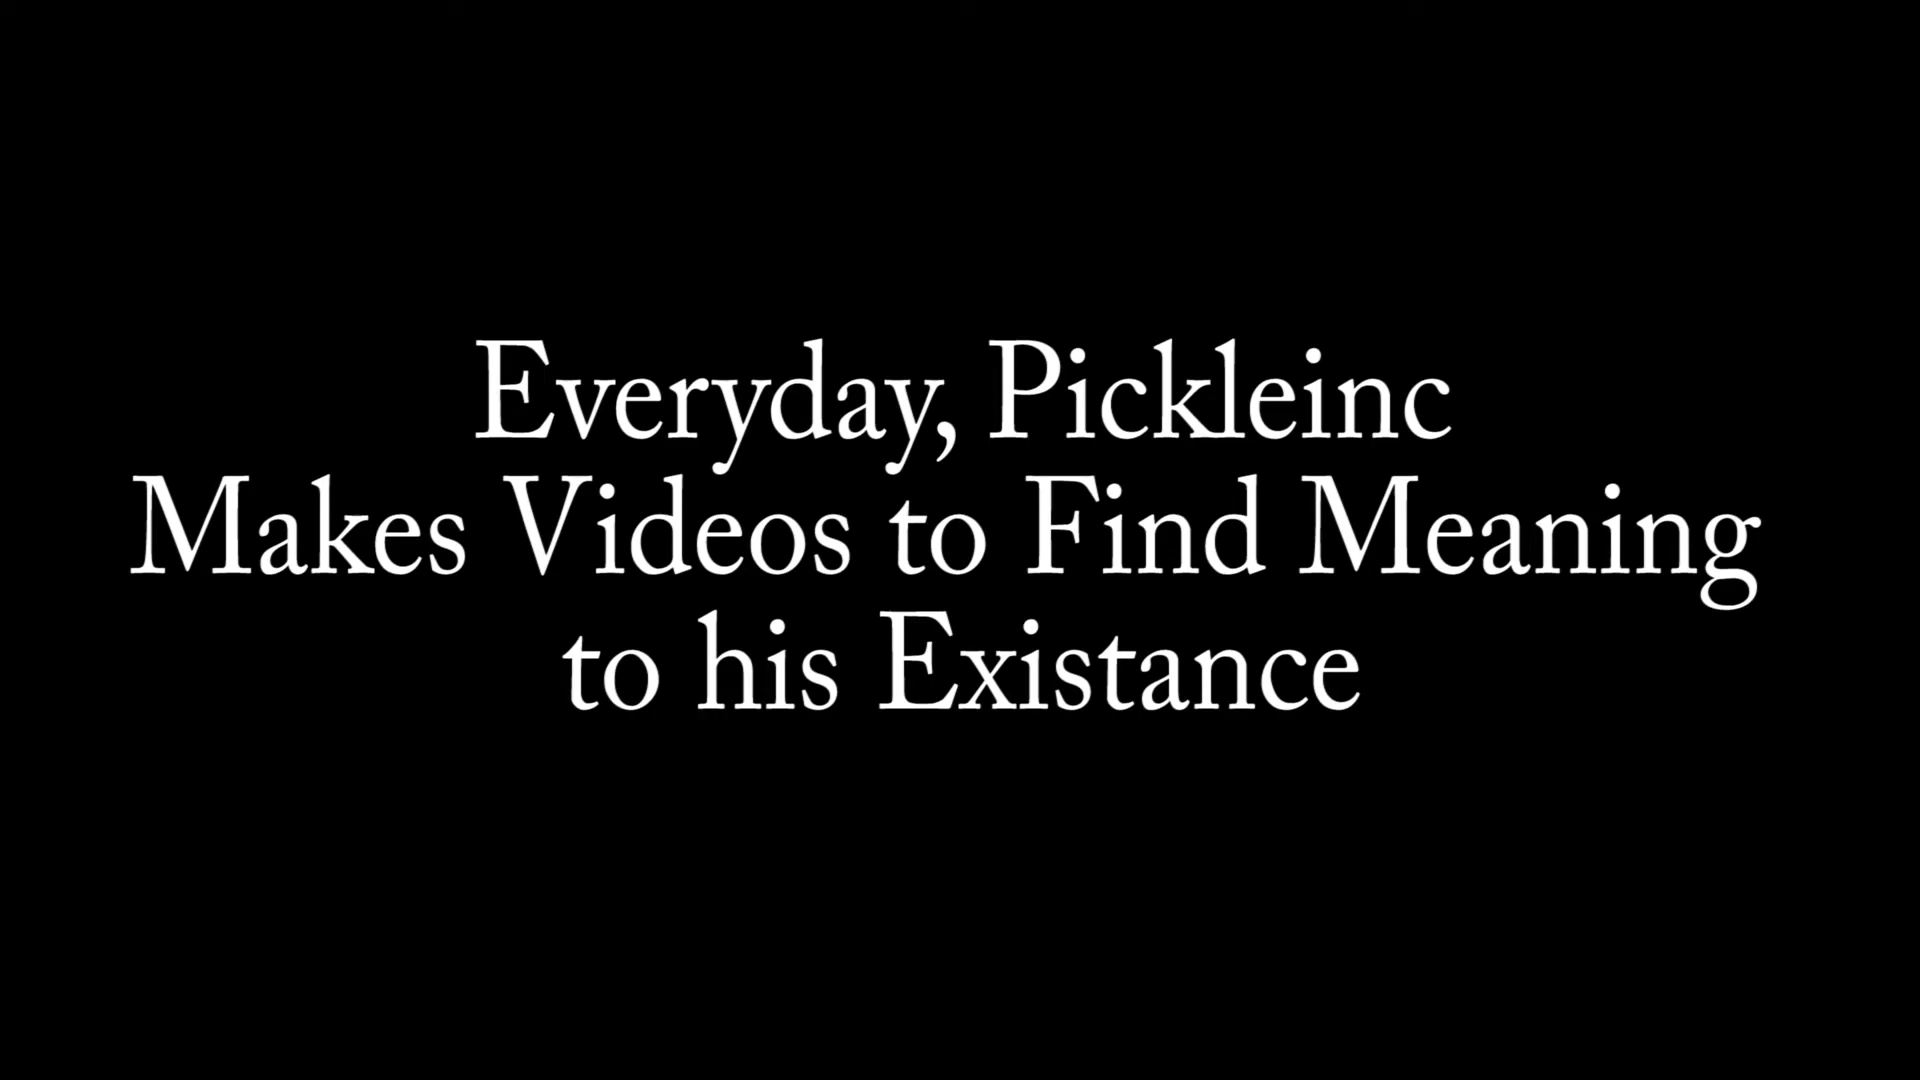 Everyday, Pickleinc
Makes Videos to Find Meaning
to his Existance